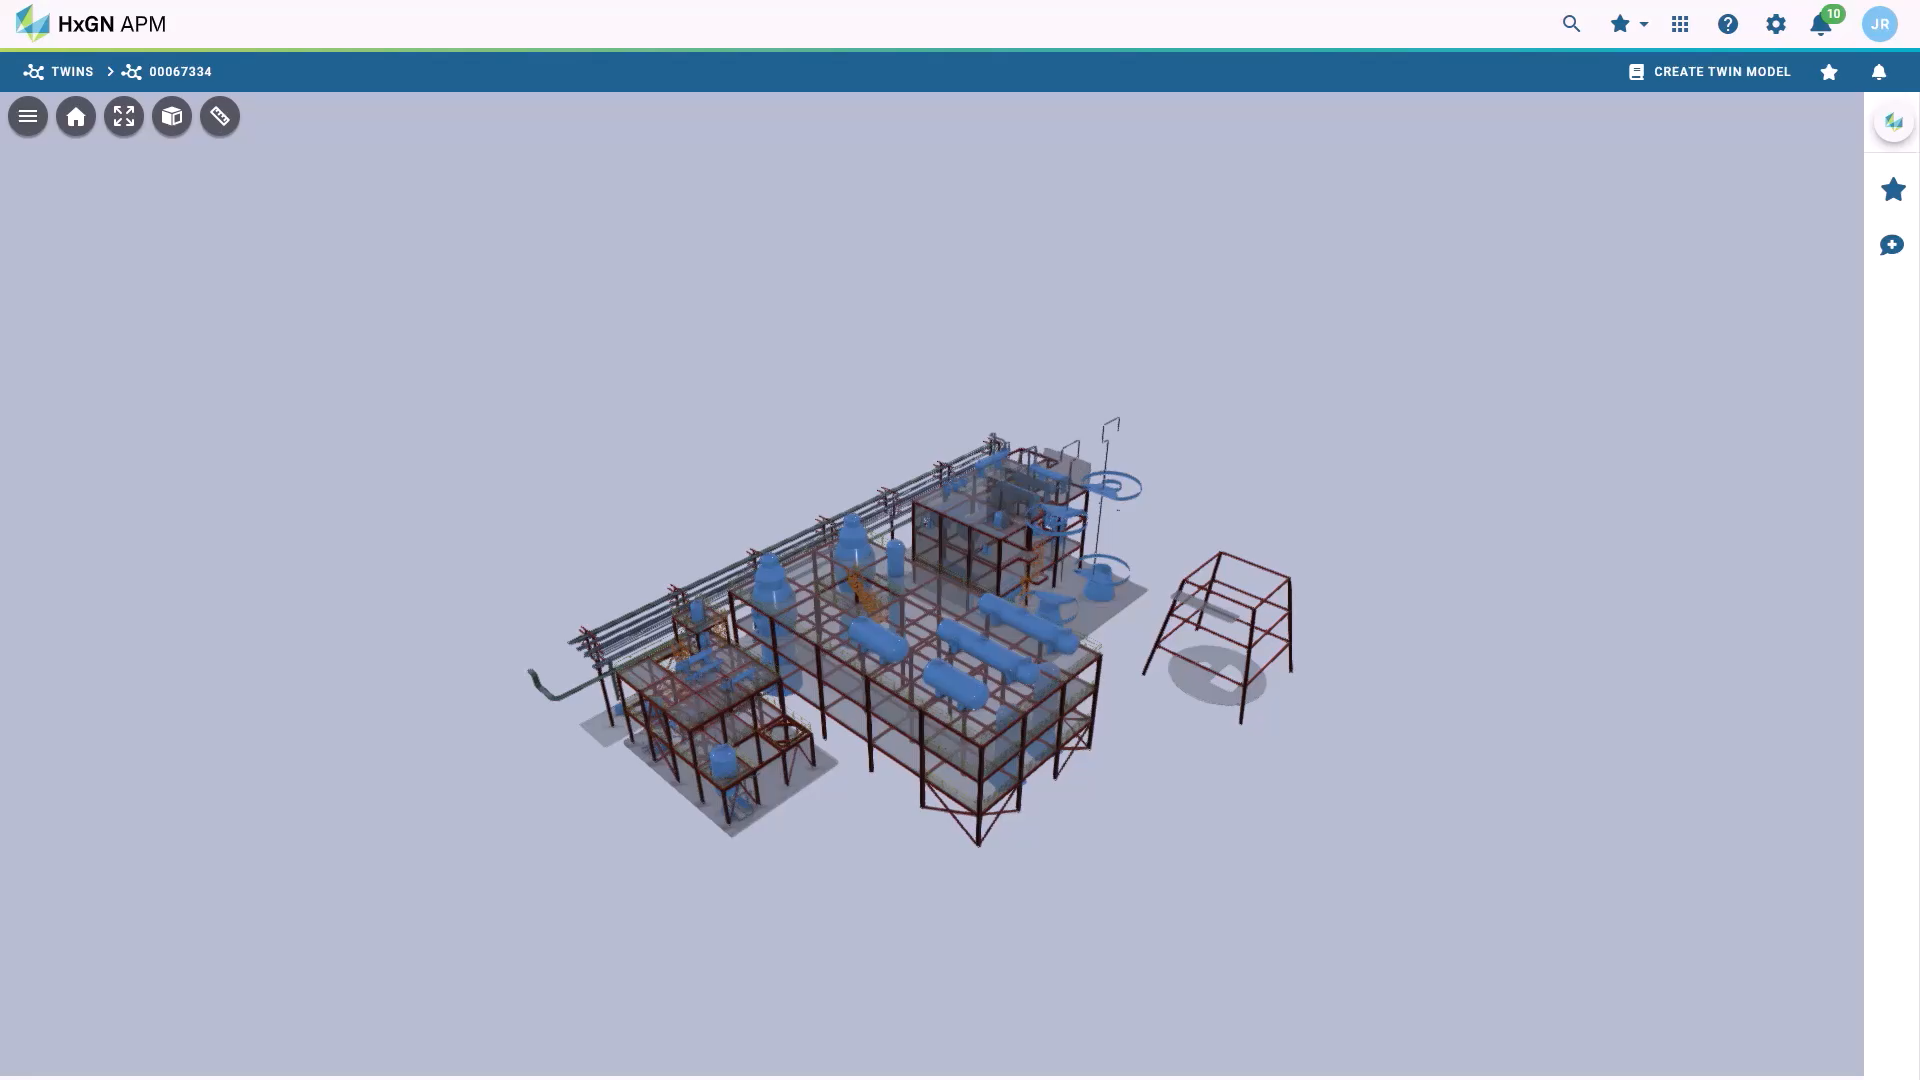 HxGN APM
10
JR
TWINS
00067334
CREATE TWIN MODEL